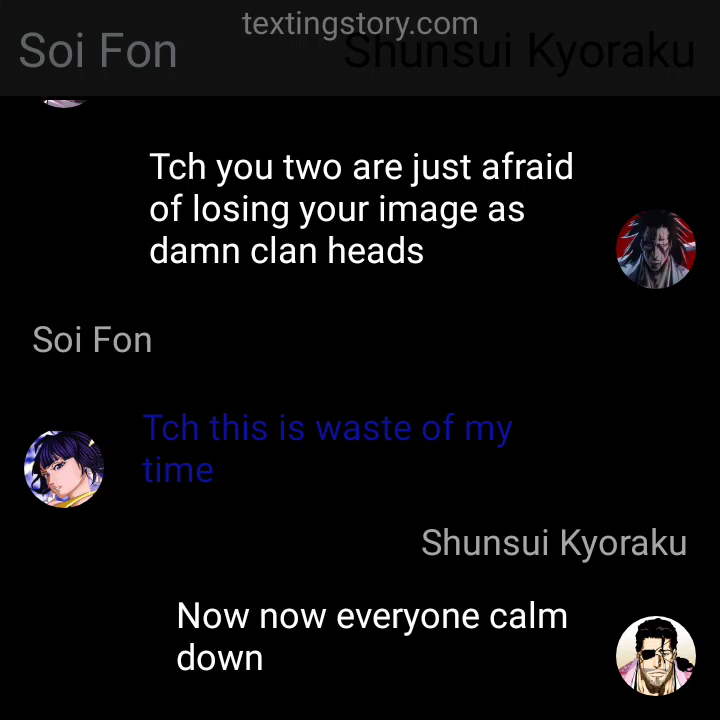 textingstory.com
Soi Fon
Shunsui Kyoraku
Tch you two are just afraid
of losing your image as
damn clan heads
Soi Fon
Tch this is waste of my
time
Shunsui Kyoraku
Now now everyone calm
down